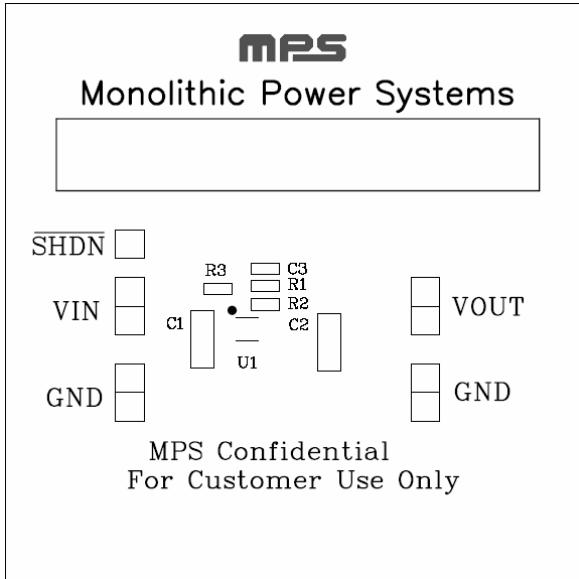 mps
Monolithic Power Systems
SHDN
VIN
GND
R3
C3
R1
R2
C1
C2
U1
VOUT
GND
MPS Confidential
For Customer Use Only